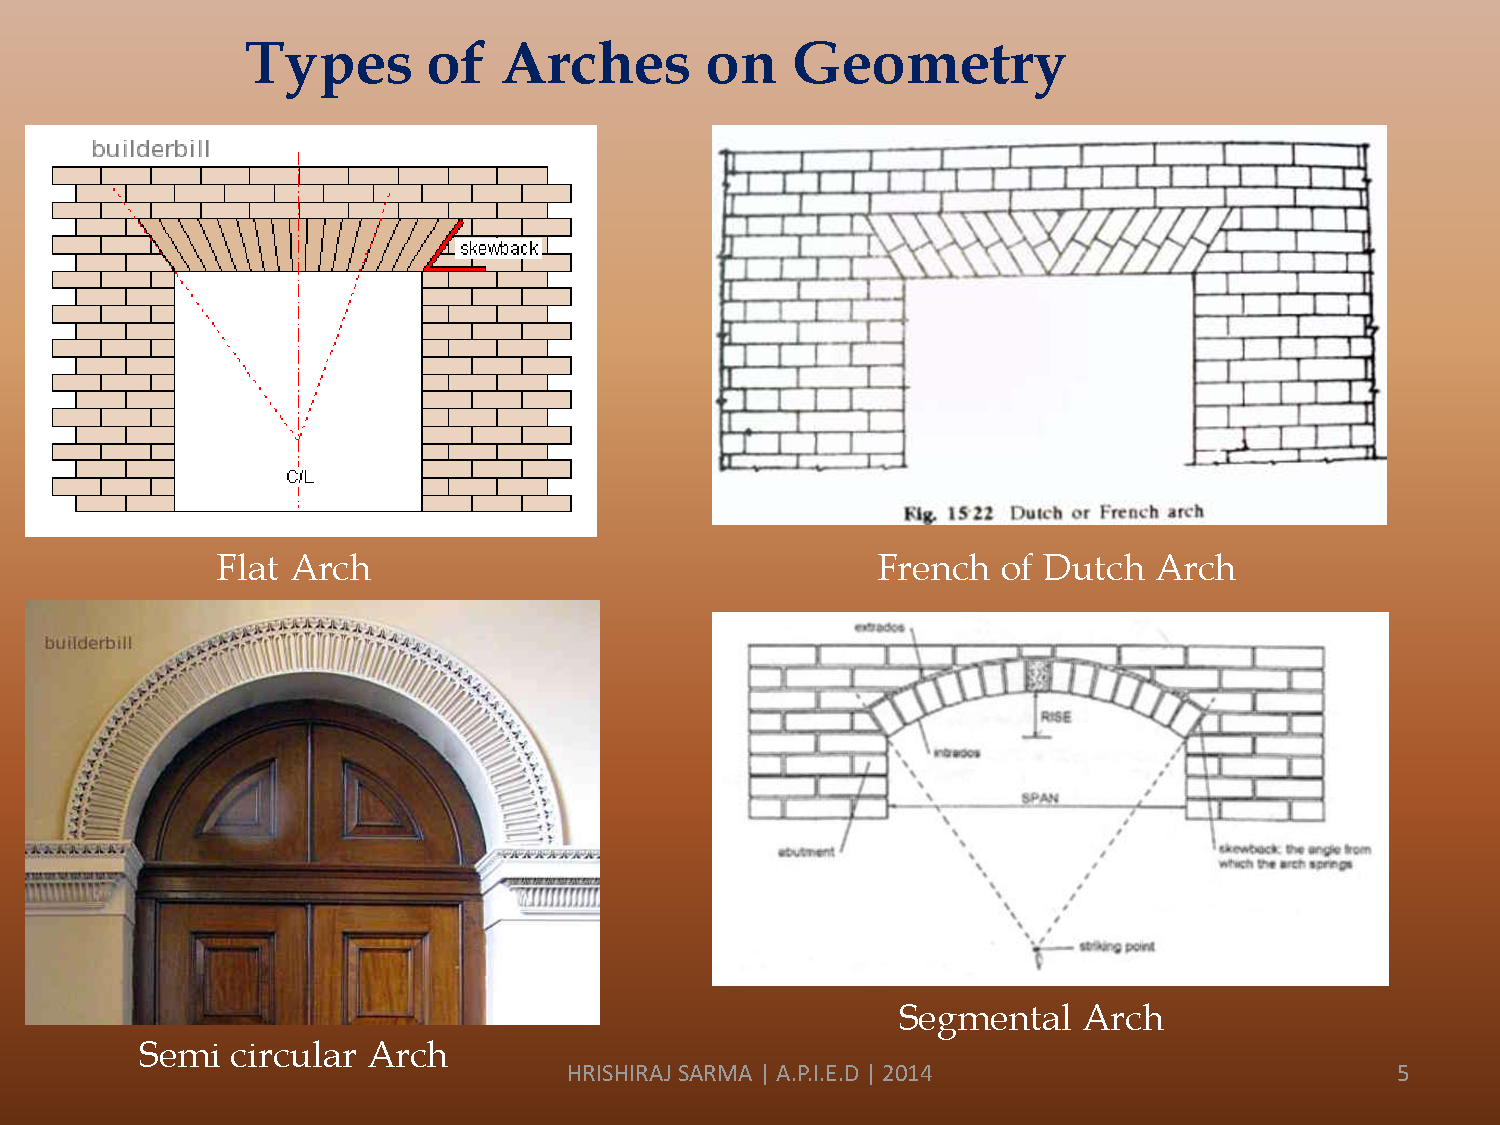 Types of Arches on Geometry
builderbill
skewback
C/L
Fig. 15·22 Dutch or French arch
Flat Arch
French of Dutch Arch
builderbill
extrados
RISE
intrados
SPAN
abutment
skewback: the angle from
which the arch springs
striking point
Segmental Arch
Semi circular Arch
HRISHIRAJ SARMA | A.P.I.E.D | 2014
5